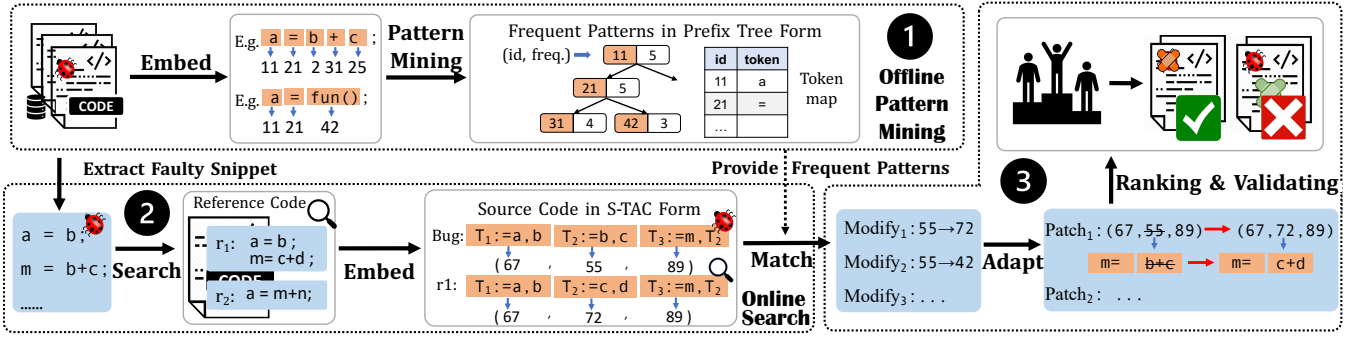 </>
CODE
Embed
E.g. a = b + c ;
11 21 2 31 25
E.g. a = fun() ;
11 21 42
Pattern
Mining
Frequent Patterns in Prefix Tree Form
(id, freq.)
11 5
21 5
31 4 42 3
id token
11 a
21 =
...
Token
map
1
Offline
Pattern
Mining
Extract Faulty Snippet
Provide Frequent Patterns
a = b;
m = b+c;
......
2
Search
Reference Code
r1: a = b ;
m= c+d ;
CODE
r2: a = m+n;
Embed
Source Code in S-TAC Form
Bug: T1:=a,b T2:=b,c T3:=m,T2
(67 , 55 , 89)
r1: T1:=a,b T2:=c,d T3:=m,T2
(67 , 72 , 89)
Match
Online
Search
Modify1: 55→72
Modify2: 55→42
Modify3: ...
Adapt
3
</>
</>
Ranking & Validating
Patch1: (67,55,89) (67,72,89)
m= b+c m= c+d
Patch2: ...